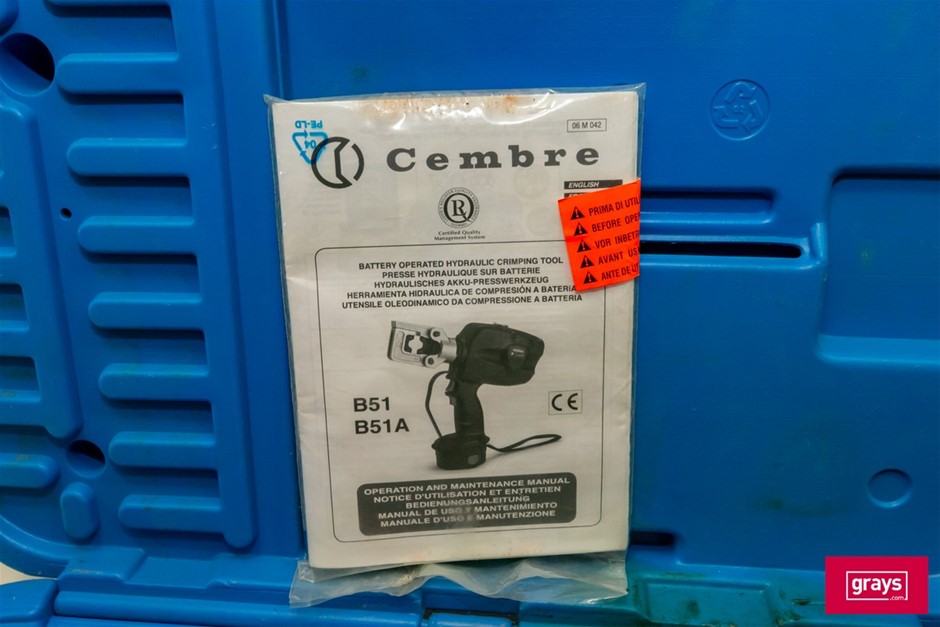 06 M 042
04
PE-LD
Cembre
ENGLISH
PRIMA DI UTIL
BEFORE OPE
VOR INBET
AVANT US
ANTE DE U
R
Certified Quality
Management System
BATTERY OPERATED HYDRAULIC CRIMPING TOOL
PRESSE HYDRAULIQUE SUR BATTERIE
HYDRAULISCHES AKKU-PRESSWERKZEUG
HERRAMIENTA HIDRAULICA DE COMPRESIÓN A BATERIA
UTENSILE OLEODINAMICO DA COMPRESSIONE A BATTERIA
B51
B51A
CE
OPERATION AND MAINTENANCE MANUAL
NOTICE D'UTILISATION ET ENTRETIEN
BEDIENUNGSANLEITUNG
MANUAL DE USO Y MANTENIMIENTO
MANUALE D'USO E MANUTENZIONE
grays
.com